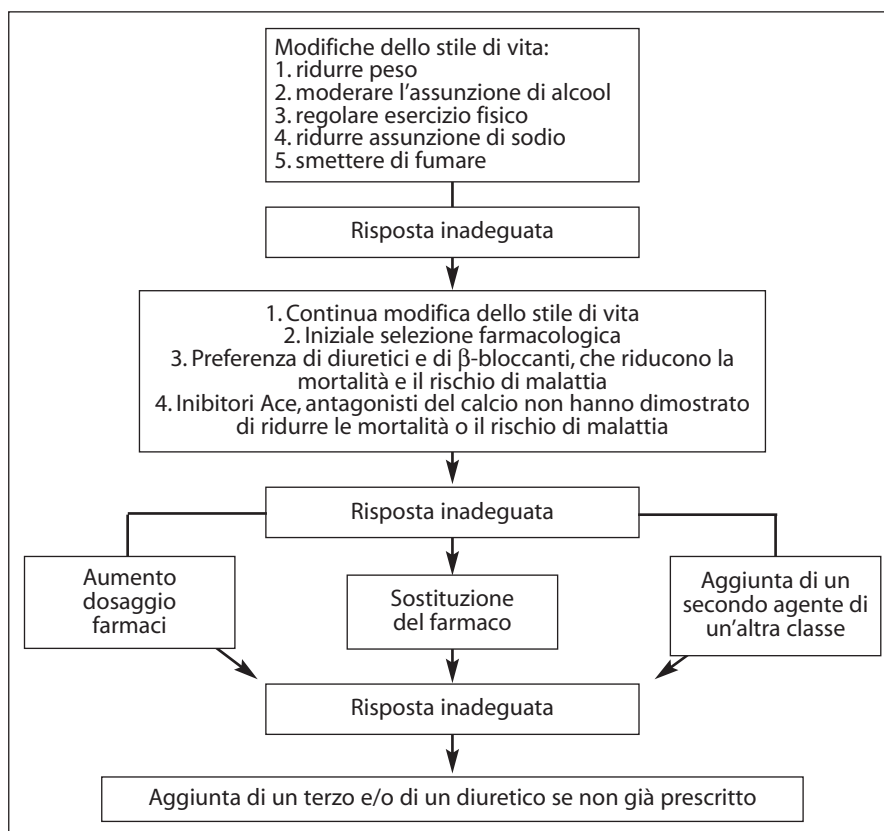 Modifiche dello stile di vita:
1. ridurre peso
2. moderare l'assunzione di alcool
3. regolare esercizio fisico
4. ridurre assunzione di sodio
5. smettere di fumare
Risposta inadeguata
1. Continua modifica dello stile di vita
2. Iniziale selezione farmacologica
3. Preferenza di diuretici e di β-bloccanti, che riducono la
mortalità e il rischio di malattia
4. Inibitori Ace, antagonisti del calcio non hanno dimostrato
di ridurre le mortalità o il rischio di malattia
Risposta inadeguata
Aumento
dosaggio
farmaci
Sostituzione
del farmaco
Aggiunta di un
secondo agente di
un'altra classe
Risposta inadeguata
Aggiunta di un terzo e/o di un diuretico se non già prescritto